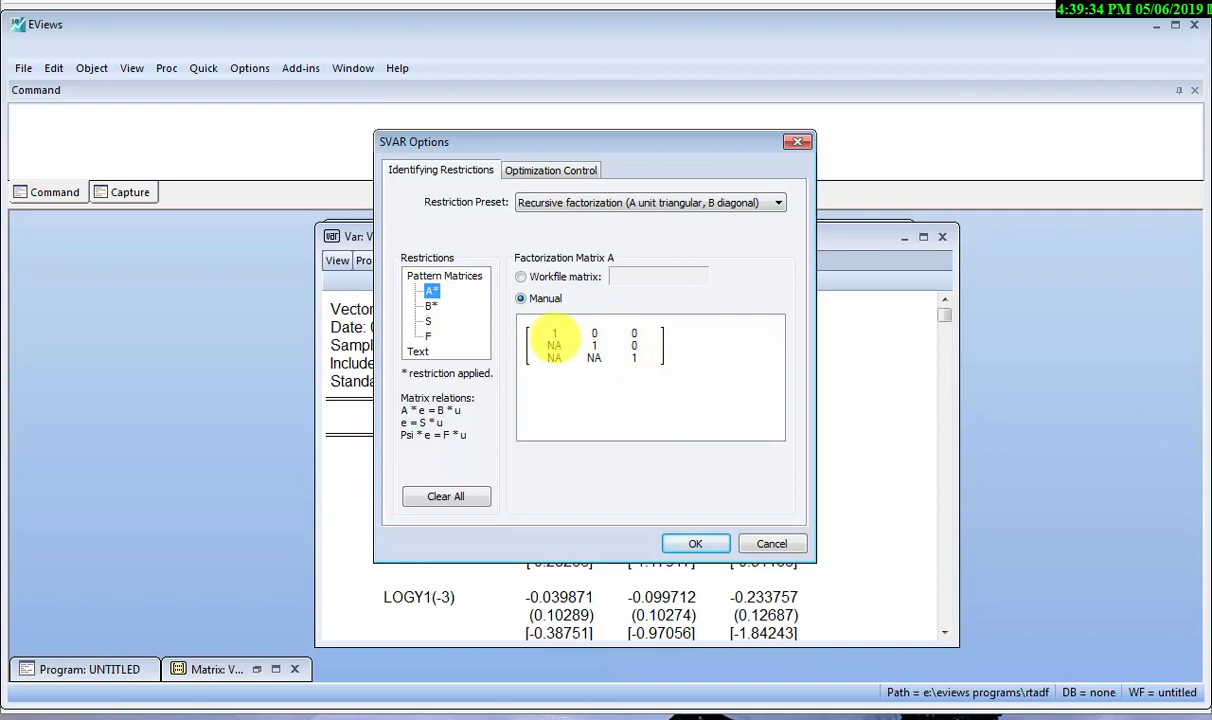 4:39:34 PM 05/06/2019
EViews
File Edit Object View Proc Quick Options Add-ins Window Help
Command
Command Capture
SVAR Options
Identifying Restrictions Optimization Control
Restriction Preset: Recursive factorization (A unit triangular, B diagonal)
Var: V
View Pro
Restrictions
Pattern Matrices
A*
B*
S
F
Text
* restriction applied.
Matrix relations:
A * e = B * u
e = S * u
Psi * e = F * u
Clear All
Factorization Matrix A
Workfile matrix:
Manual
1 0 0
NA 1 0
NA NA 1
OK Cancel
Vector
Date:
Sampl
Include
Standa
LOGY1(-3) -0.039871 -0.099712 -0.233757
(0.10289) (0.10274) (0.12687)
[-0.38751] [-0.97056] [-1.84243]
Program: UNTITLED Matrix: V...
Path = e:\eviews programs\rtadf DB = none WF = untitled